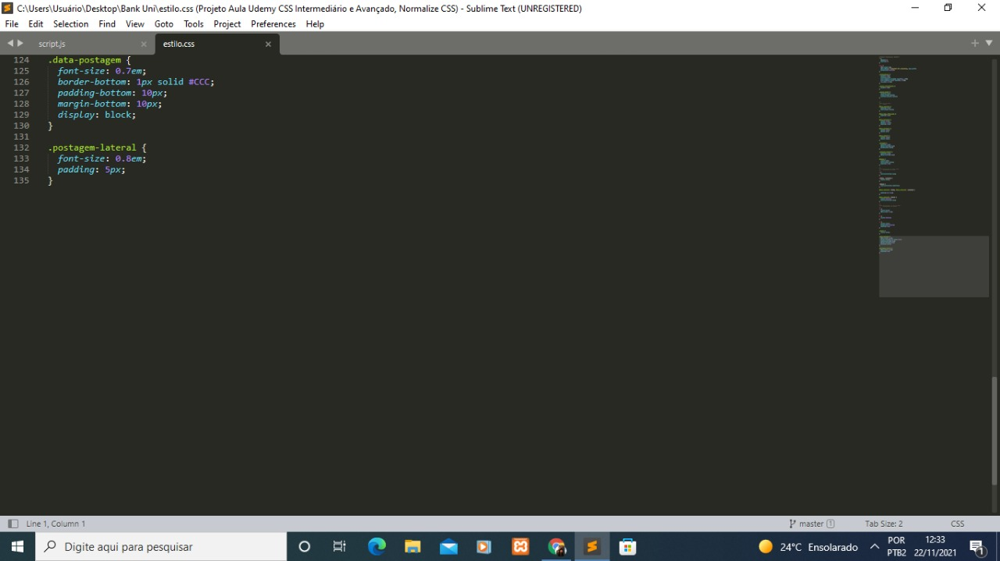 C:\Users\Usuário\Desktop\Bank Uni\estilo.css (Projeto Aula Udemy CSS Intermediário e Avançado, Normalize CSS) - Sublime Text (UNREGISTERED)
File Edit Selection Find View Goto Tools Project Preferences Help
script.js × estilo.css ×
124 .data-postagem {
125 font-size: 0.7em;
126 border-bottom: 1px solid #CCC;
127 padding-bottom: 10px;
128 margin-bottom: 10px;
129 display: block;
130 }
131
132 .postagem-lateral {
133 font-size: 0.8em;
134 padding: 5px;
135 }
Line 1, Column 1 master 1 Tab Size: 2 CSS
Digite aqui para pesquisar 24°C Ensolarado POR 12:33
PTB2 22/11/2021 1